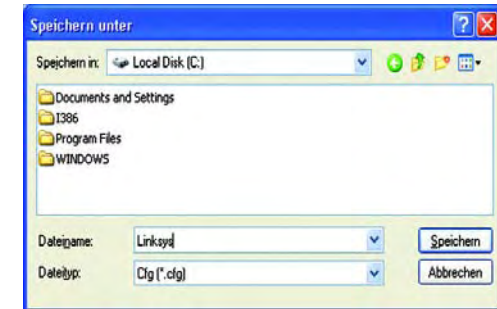 Speichern unter
Speichern in: Local Disk (C:)
Documents and Settings
I386
Program Files
WINDOWS
Dateiname: Linksys Speichern
Dateityp: Cfg (*.cfg) Abbrechen